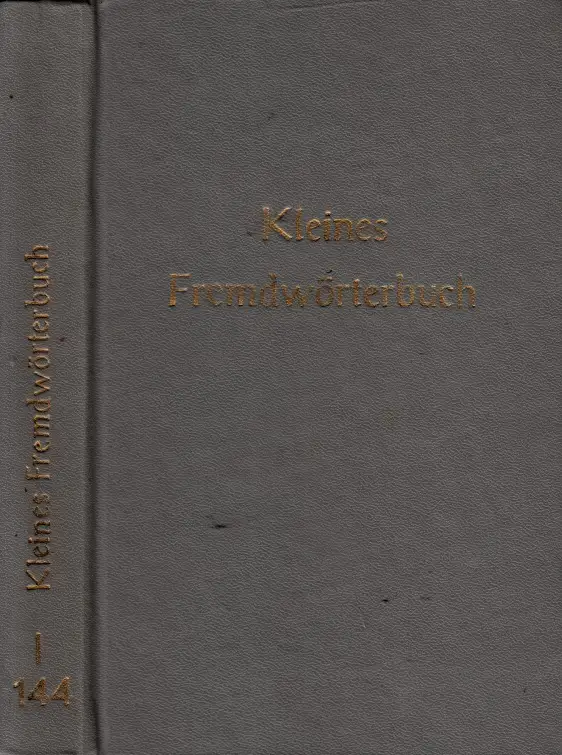 Kleines
Fremdwörterbuch
Kleines Fremdwörterbuch
I
144